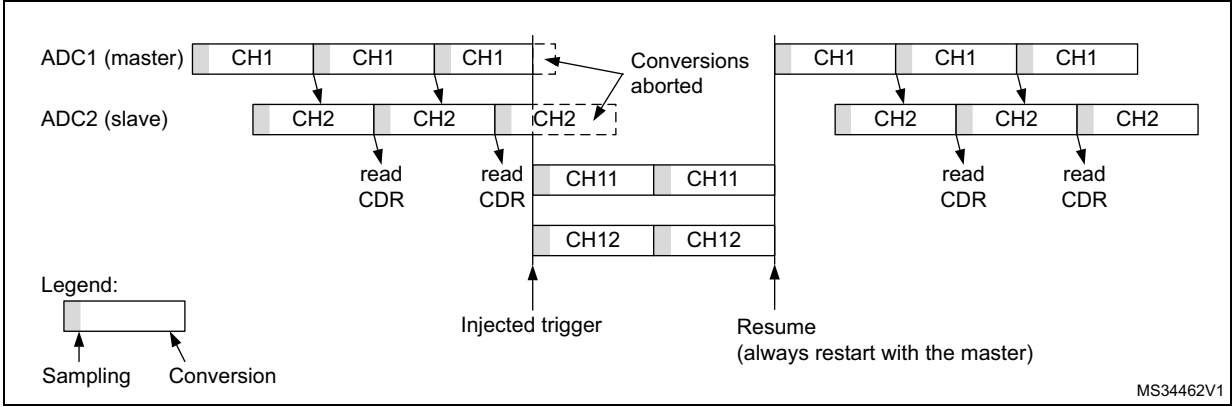 ADC1 (master) CH1 CH1 CH1 CH1 CH1 CH1
Conversions
aborted
ADC2 (slave) CH2 CH2 CH2 CH2 CH2 CH2
read read read read
CDR CDR CDR CDR
CH11 CH11
CH12 CH12
Legend:
Injected trigger
Resume
(always restart with the master)
Sampling Conversion
MS34462V1